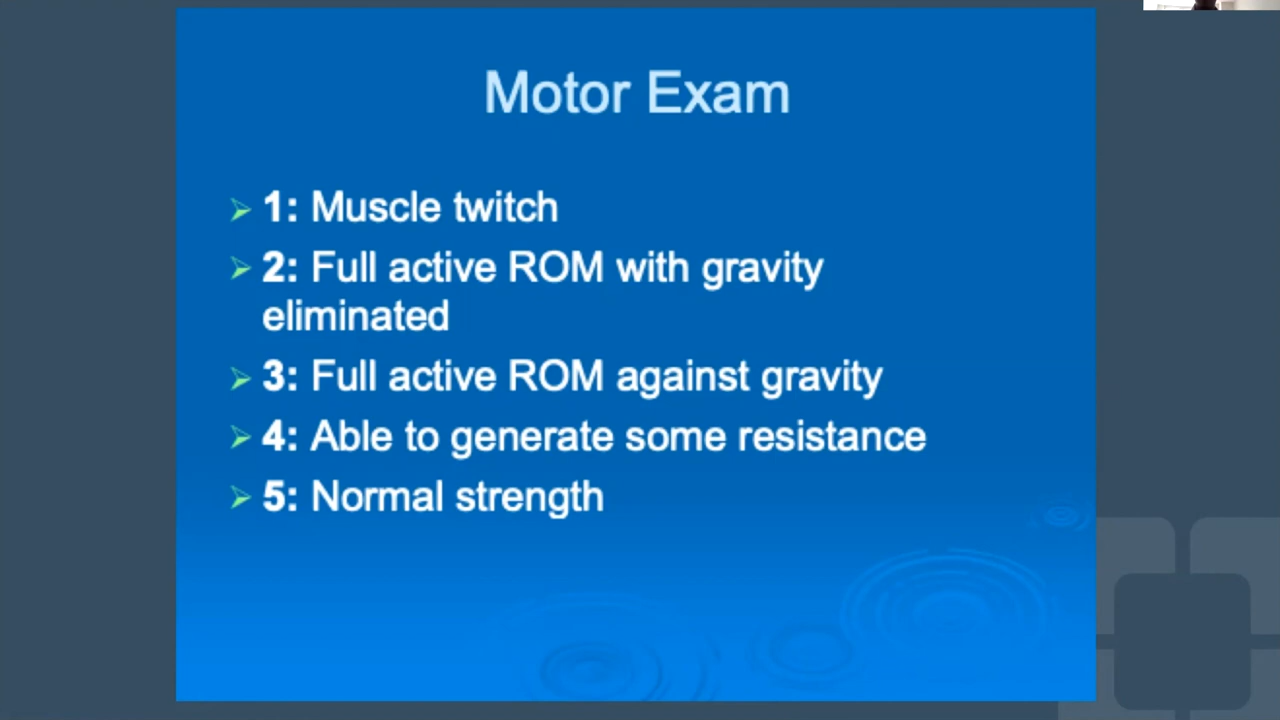 Motor Exam
1: Muscle twitch
2: Full active ROM with gravity
eliminated
3: Full active ROM against gravity
4: Able to generate some resistance
5: Normal strength